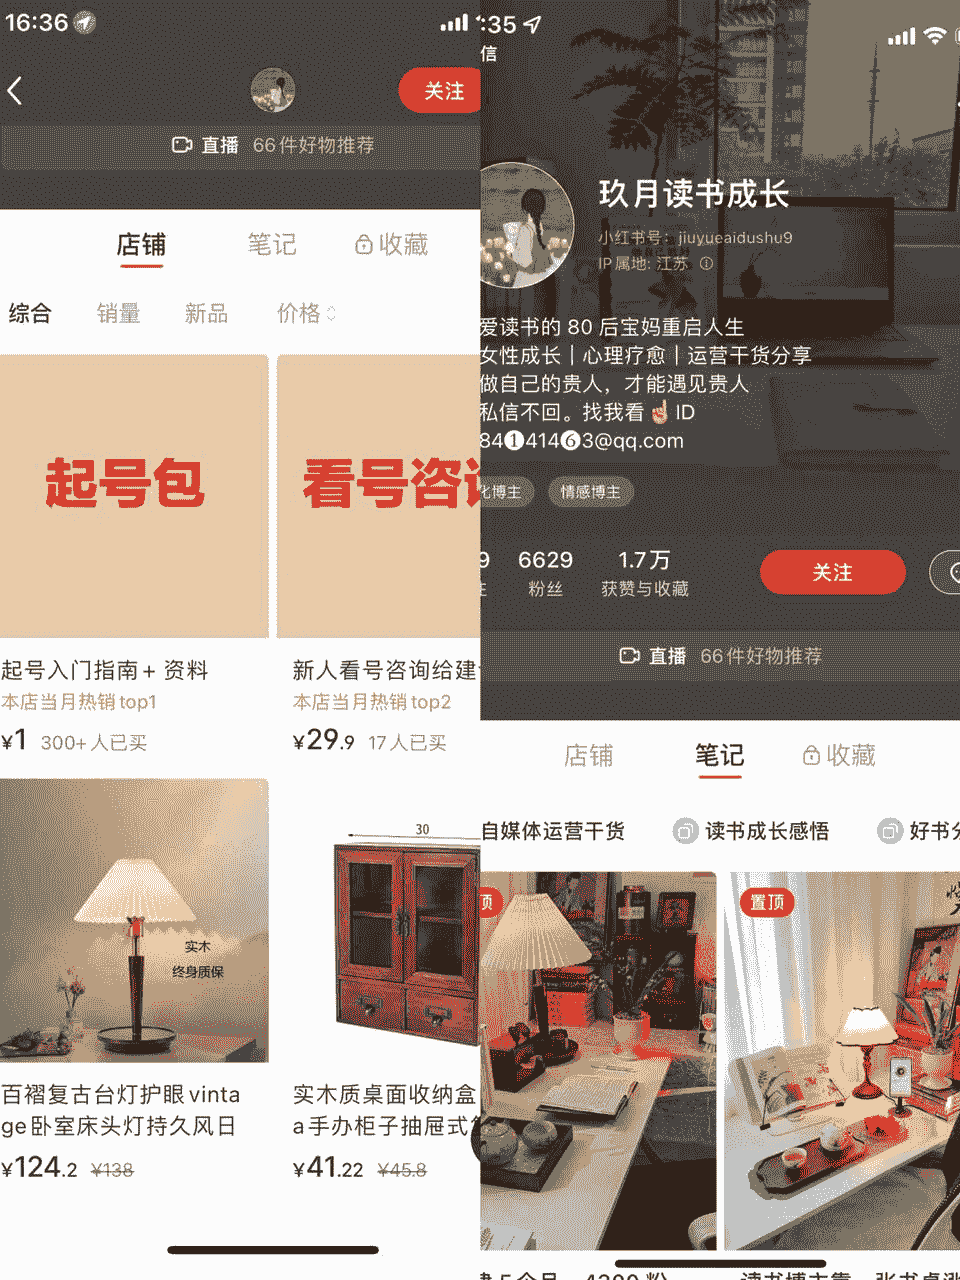 16:36
关注
直播 66件好物推荐
店铺 笔记 收藏
综合 销量 新品 价格
起号包
看号咨
起号入门指南+ 资料
本店当月热销top1
¥1 300+人已买
新人看号咨询给建
本店当月热销top2
¥29.9 17人已买
实木
终身质保
30
百褶复古台灯护眼vinta
ge卧室床头灯持久风日
¥124.2 ¥138
实木质桌面收纳盒
a手办柜子抽屉式
¥41.22 ¥45.8
:35
信
玖月读书成长
小红书号：jiuyueaidushu9
IP属地: 江苏
爱读书的 80 后宝妈重启人生
女性成长｜心理疗愈｜运营干货分享
做自己的贵人，才能遇见贵人
私信不回。找我看☝ID
84❶414❻3@qq.com
化博主 情感博主
9 6629 1.7万
粉丝 获赞与收藏
关注
直播 66件好物推荐
店铺 笔记 收藏
自媒体运营干货 读书成长感悟 好书分
顶
置顶